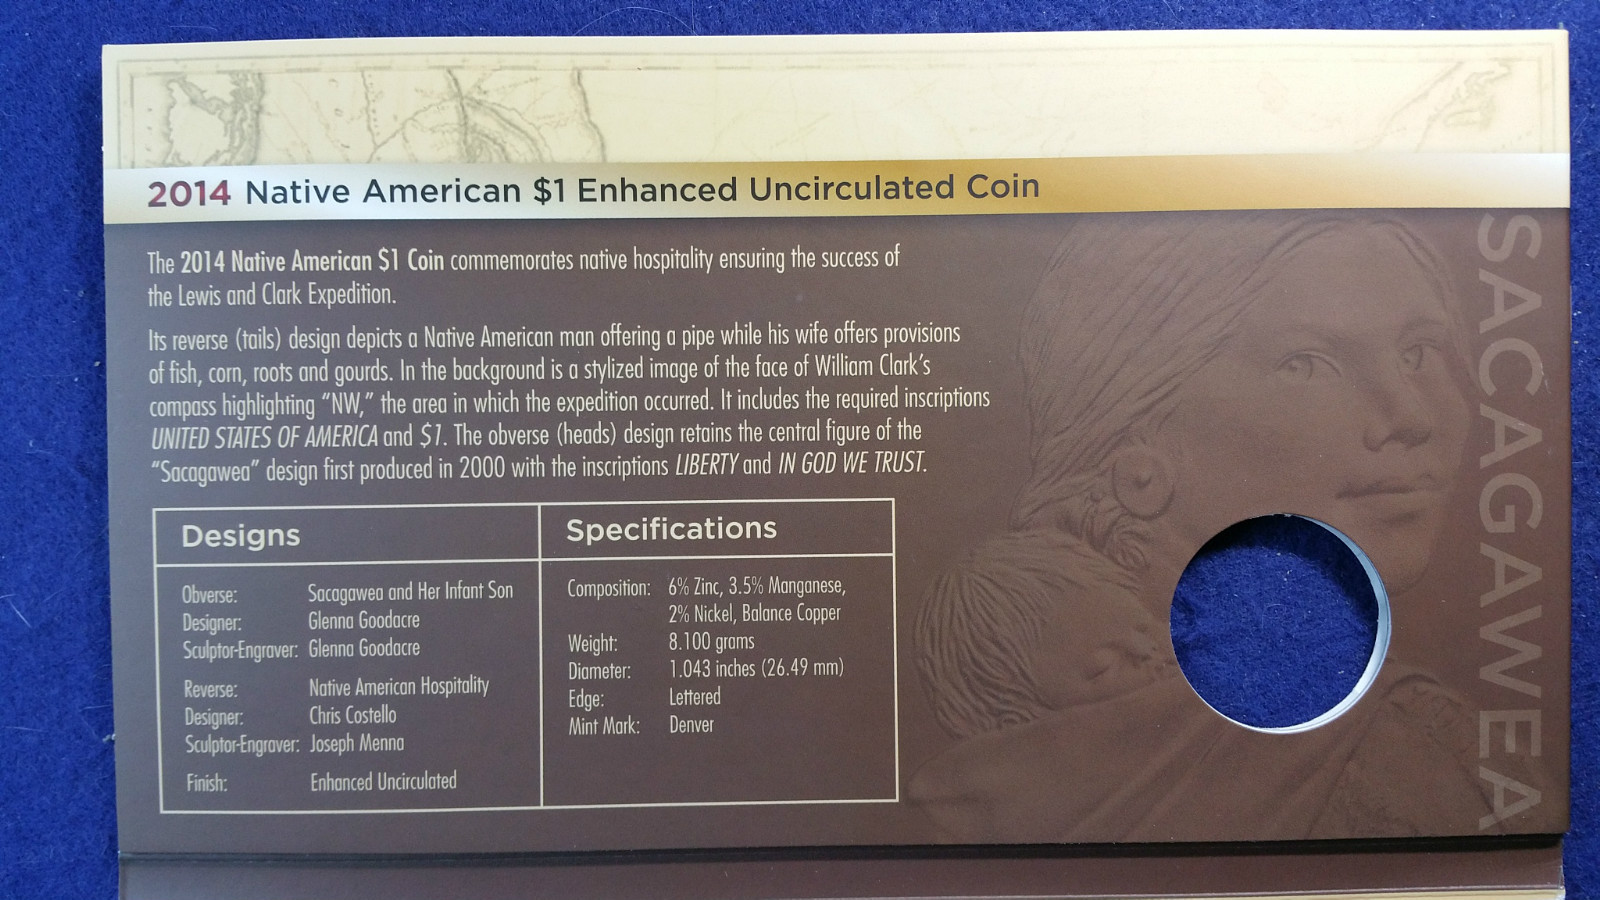 2014 Native American $1 Enhanced Uncirculated Coin
The 2014 Native American $1 Coin commemorates native hospitality ensuring the success of
the Lewis and Clark Expedition.
Its reverse (tails) design depicts a Native American man offering a pipe while his wife offers provisions
of fish, corn, roots and gourds. In the background is a stylized image of the face of William Clark's
compass highlighting “NW,” the area in which the expedition occurred. It includes the required inscriptions
UNITED STATES OF AMERICA and $1. The obverse (heads) design retains the central figure of the
“Sacagawea” design first produced in 2000 with the inscriptions LIBERTY and IN GOD WE TRUST.
Designs
Obverse: Sacagawea and Her Infant Son
Designer: Glenna Goodacre
Sculptor-Engraver: Glenna Goodacre
Reverse: Native American Hospitality
Designer: Chris Costello
Sculptor-Engraver: Joseph Menna
Finish: Enhanced Uncirculated
Specifications
Composition: 6% Zinc, 3.5% Manganese,
2% Nickel, Balance Copper
Weight: 8.100 grams
Diameter: 1.043 inches (26.49 mm)
Edge: Lettered
Mint Mark: Denver
SACAGAWEA